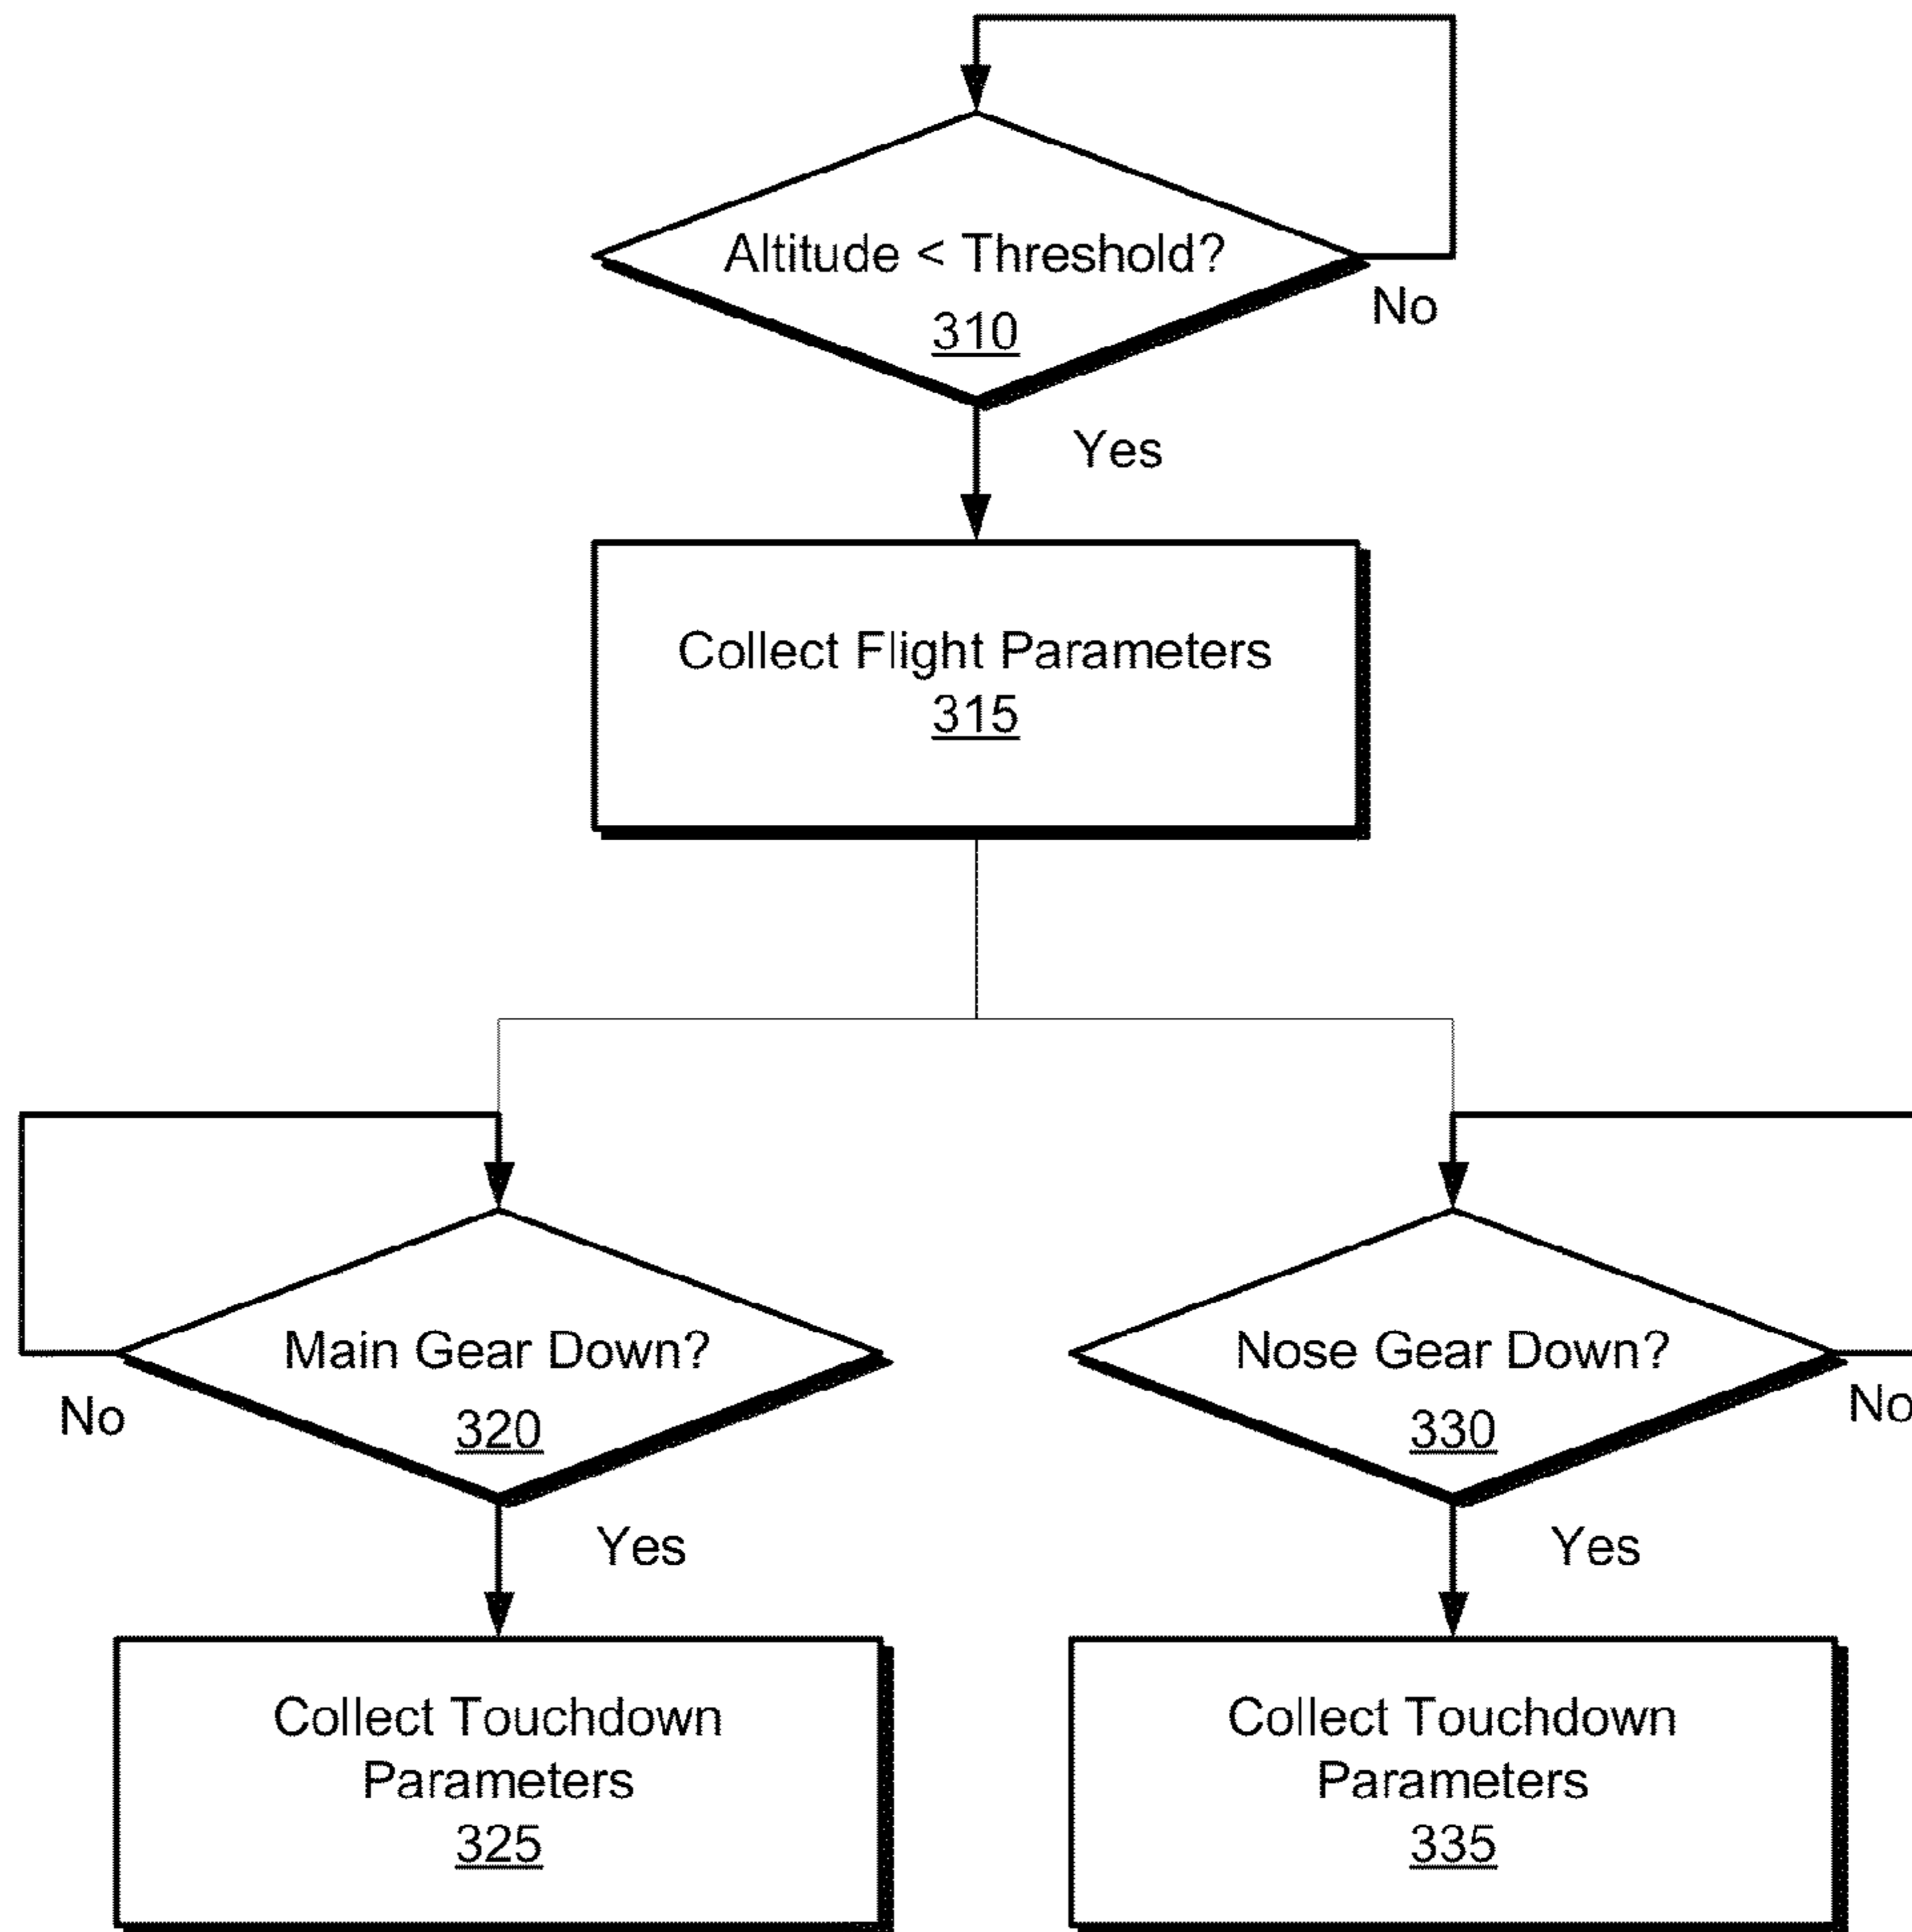 Altitude < Threshold?
310
No
Yes
Collect Flight Parameters
315
Main Gear Down?
320
No
Yes
Nose Gear Down?
330
No
Yes
Collect Touchdown
Parameters
325
Collect Touchdown
Parameters
335